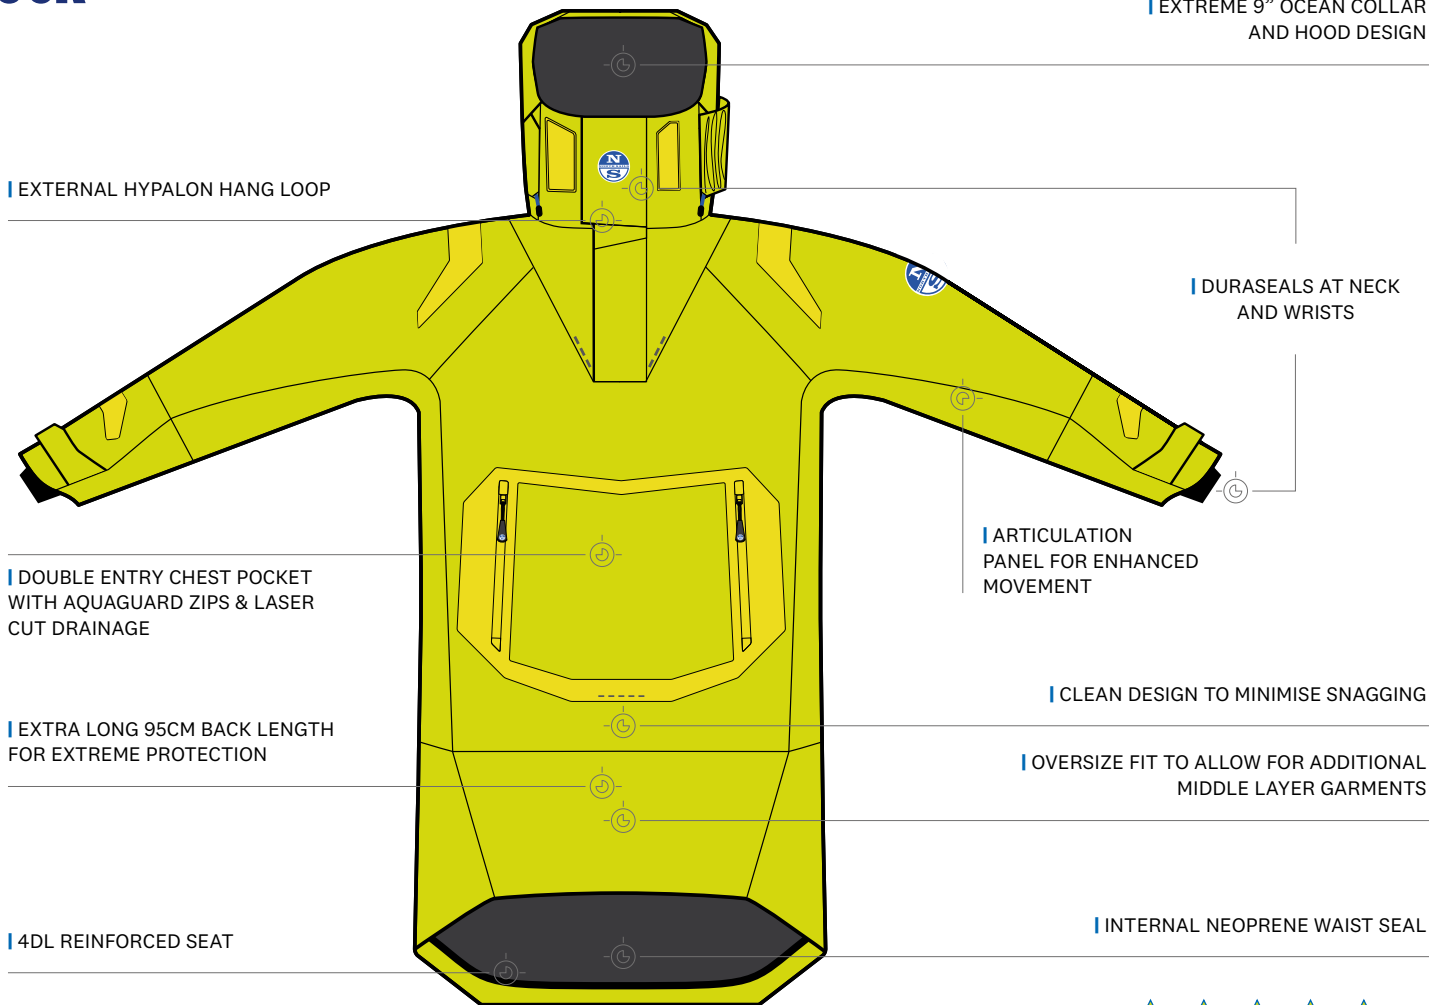 EXTREME 9” OCEAN COLLAR
AND HOOD DESIGN
EXTERNAL HYPALON HANG LOOP
N
S
DURASEALS AT NECK
AND WRISTS
ARTICULATION
PANEL FOR ENHANCED
MOVEMENT
DOUBLE ENTRY CHEST POCKET
WITH AQUAGUARD ZIPS & LASER
CUT DRAINAGE
CLEAN DESIGN TO MINIMISE SNAGGING
EXTRA LONG 95CM BACK LENGTH
FOR EXTREME PROTECTION
OVERSIZE FIT TO ALLOW FOR ADDITIONAL
MIDDLE LAYER GARMENTS
4DL REINFORCED SEAT
INTERNAL NEOPRENE WAIST SEAL